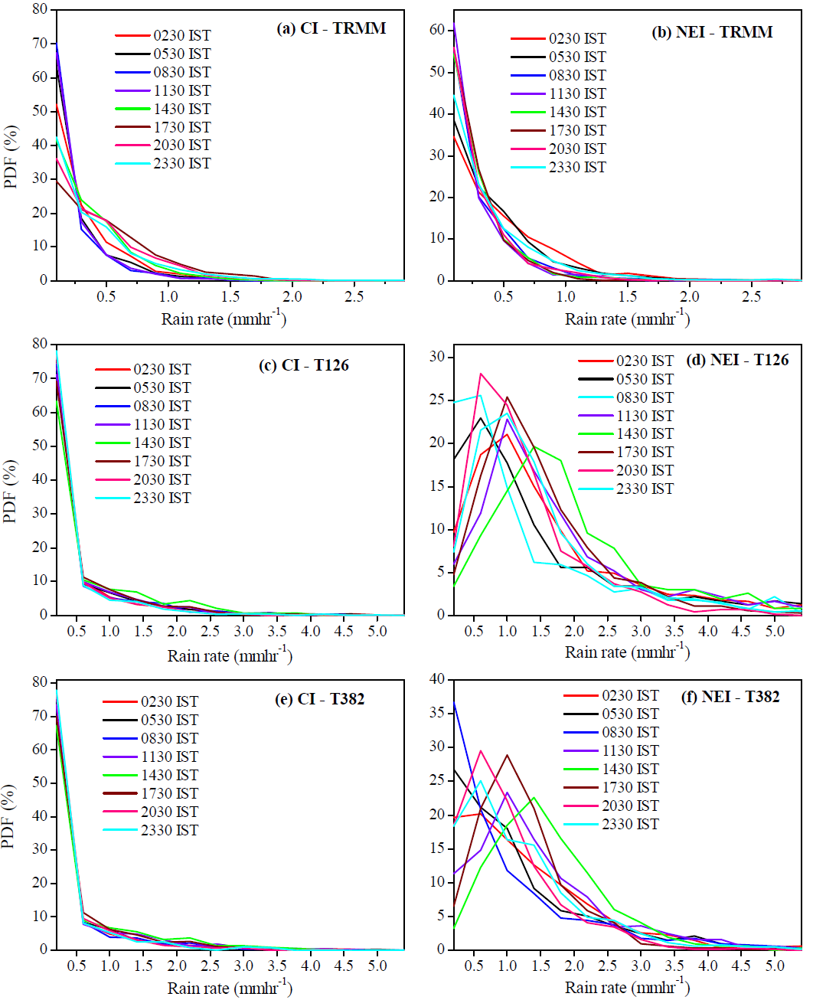 (a) CI - TRMM
0230 IST
0530 IST
0830 IST
1130 IST
1430 IST
1730 IST
2030 IST
2330 IST
80
70
60
50
40
30
20
10
0
PDF (%)
0.5
1.0
1.5
2.0
2.5
Rain rate (mmhr-1)
(b) NEI - TRMM
0230 IST
0530 IST
0830 IST
1130 IST
1430 IST
1730 IST
2030 IST
2330 IST
60
50
40
30
20
10
0
0.5
1.0
1.5
2.0
2.5
Rain rate (mmhr-1)
(c) CI - T126
0230 IST
0530 IST
0830 IST
1130 IST
1430 IST
1730 IST
2030 IST
2330 IST
80
70
60
50
40
30
20
10
0
PDF (%)
0.5
1.0
1.5
2.0
2.5
3.0
3.5
4.0
4.5
5.0
Rain rate (mmhr-1)
(d) NEI - T126
0230 IST
0530 IST
0830 IST
1130 IST
1430 IST
1730 IST
2030 IST
2330 IST
30
25
20
15
10
5
0
0.5
1.0
1.5
2.0
2.5
3.0
3.5
4.0
4.5
5.0
Rain rate (mmhr-1)
(e) CI - T382
0230 IST
0530 IST
0830 IST
1130 IST
1430 IST
1730 IST
2030 IST
2330 IST
80
70
60
50
40
30
20
10
0
PDF (%)
0.5
1.0
1.5
2.0
2.5
3.0
3.5
4.0
4.5
5.0
Rain rate (mmhr-1)
(f) NEI - T382
0230 IST
0530 IST
0830 IST
1130 IST
1430 IST
1730 IST
2030 IST
2330 IST
40
35
30
25
20
15
10
5
0
0.5
1.0
1.5
2.0
2.5
3.0
3.5
4.0
4.5
5.0
Rain rate (mmhr-1)